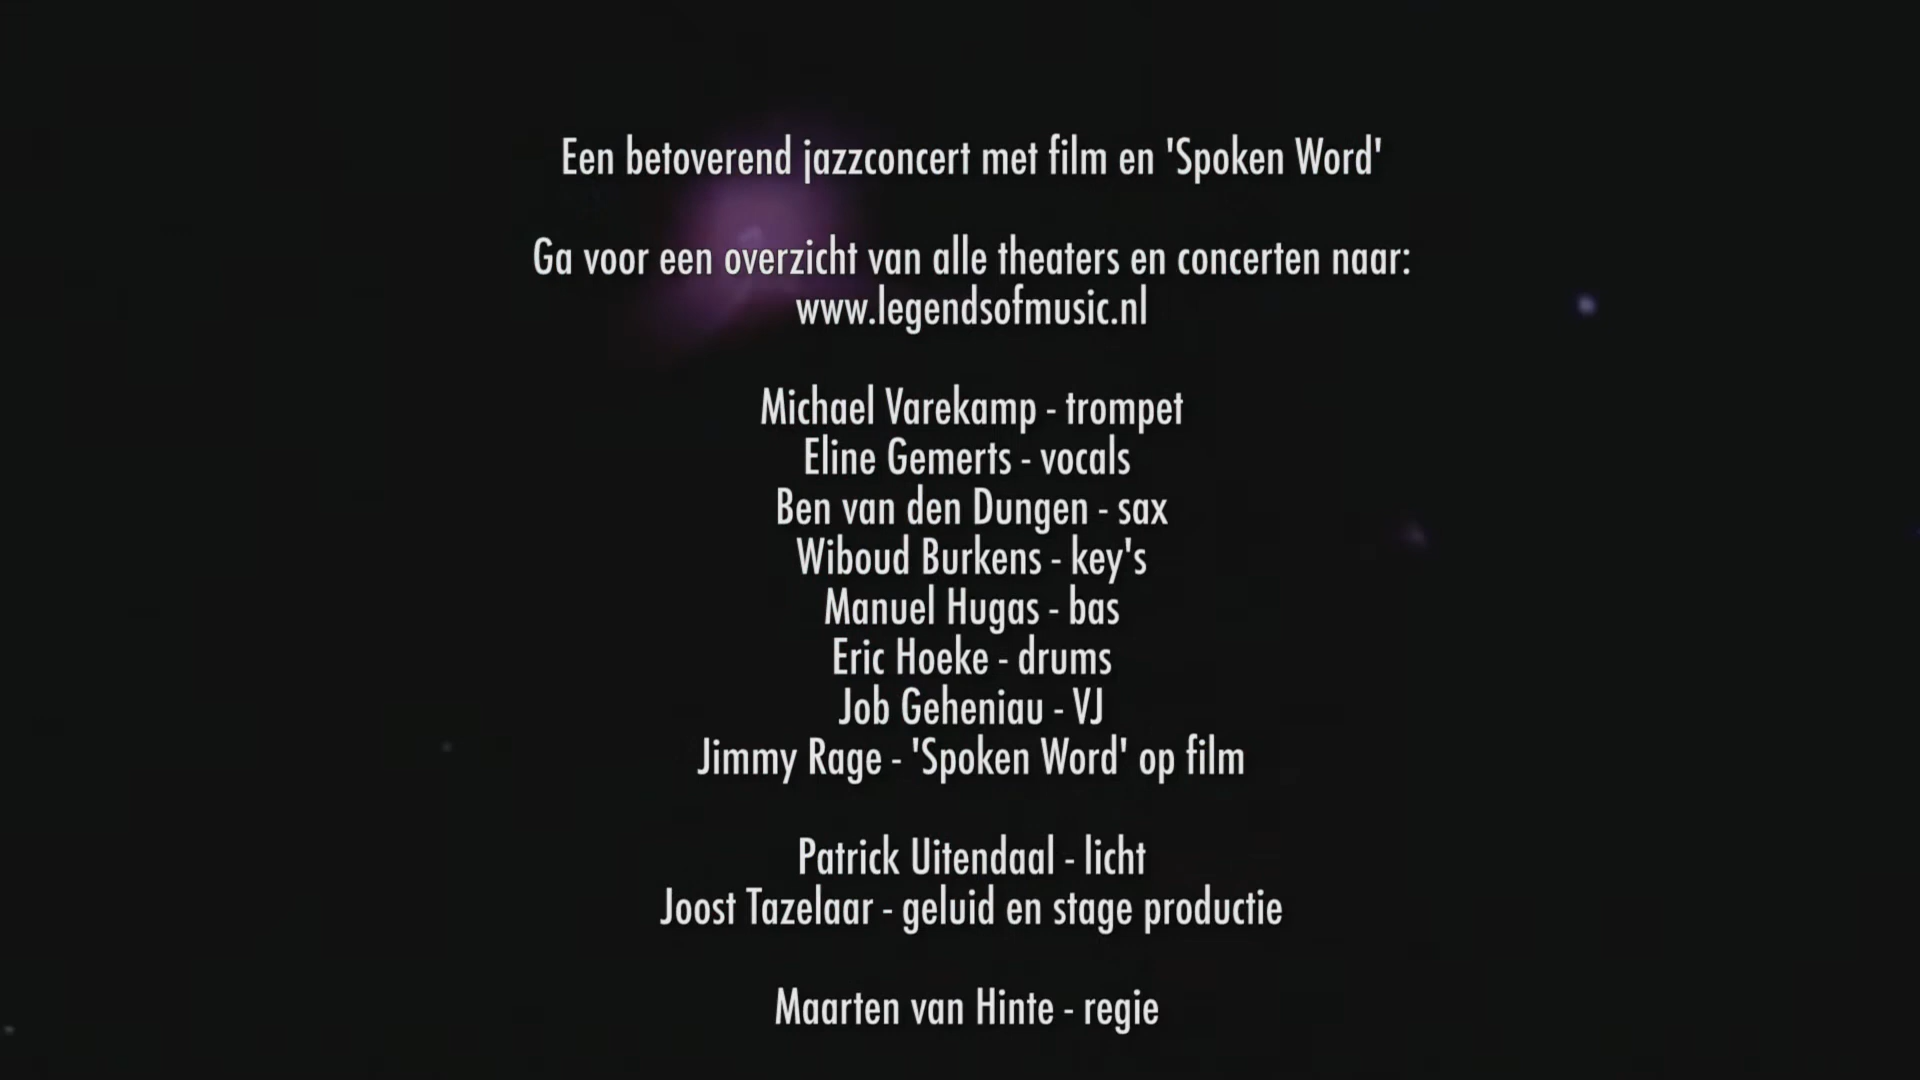 Een betoverend jazzconcert met film en 'Spoken Word'
Ga voor een overzicht van alle theaters en concerten naar:
www.legendsofmusic.nl
Michael Varekamp - trompet
Eline Gemerts - vocals
Ben van den Dungen - sax
Wiboud Burkens - key's
Manuel Hugas - bas
Eric Hoeke - drums
Job Geheniau - VJ
Jimmy Rage - 'Spoken Word' op film
Patrick Uitendaal - licht
Joost Tazelaar - geluid en stage productie
Maarten van Hinte - regie